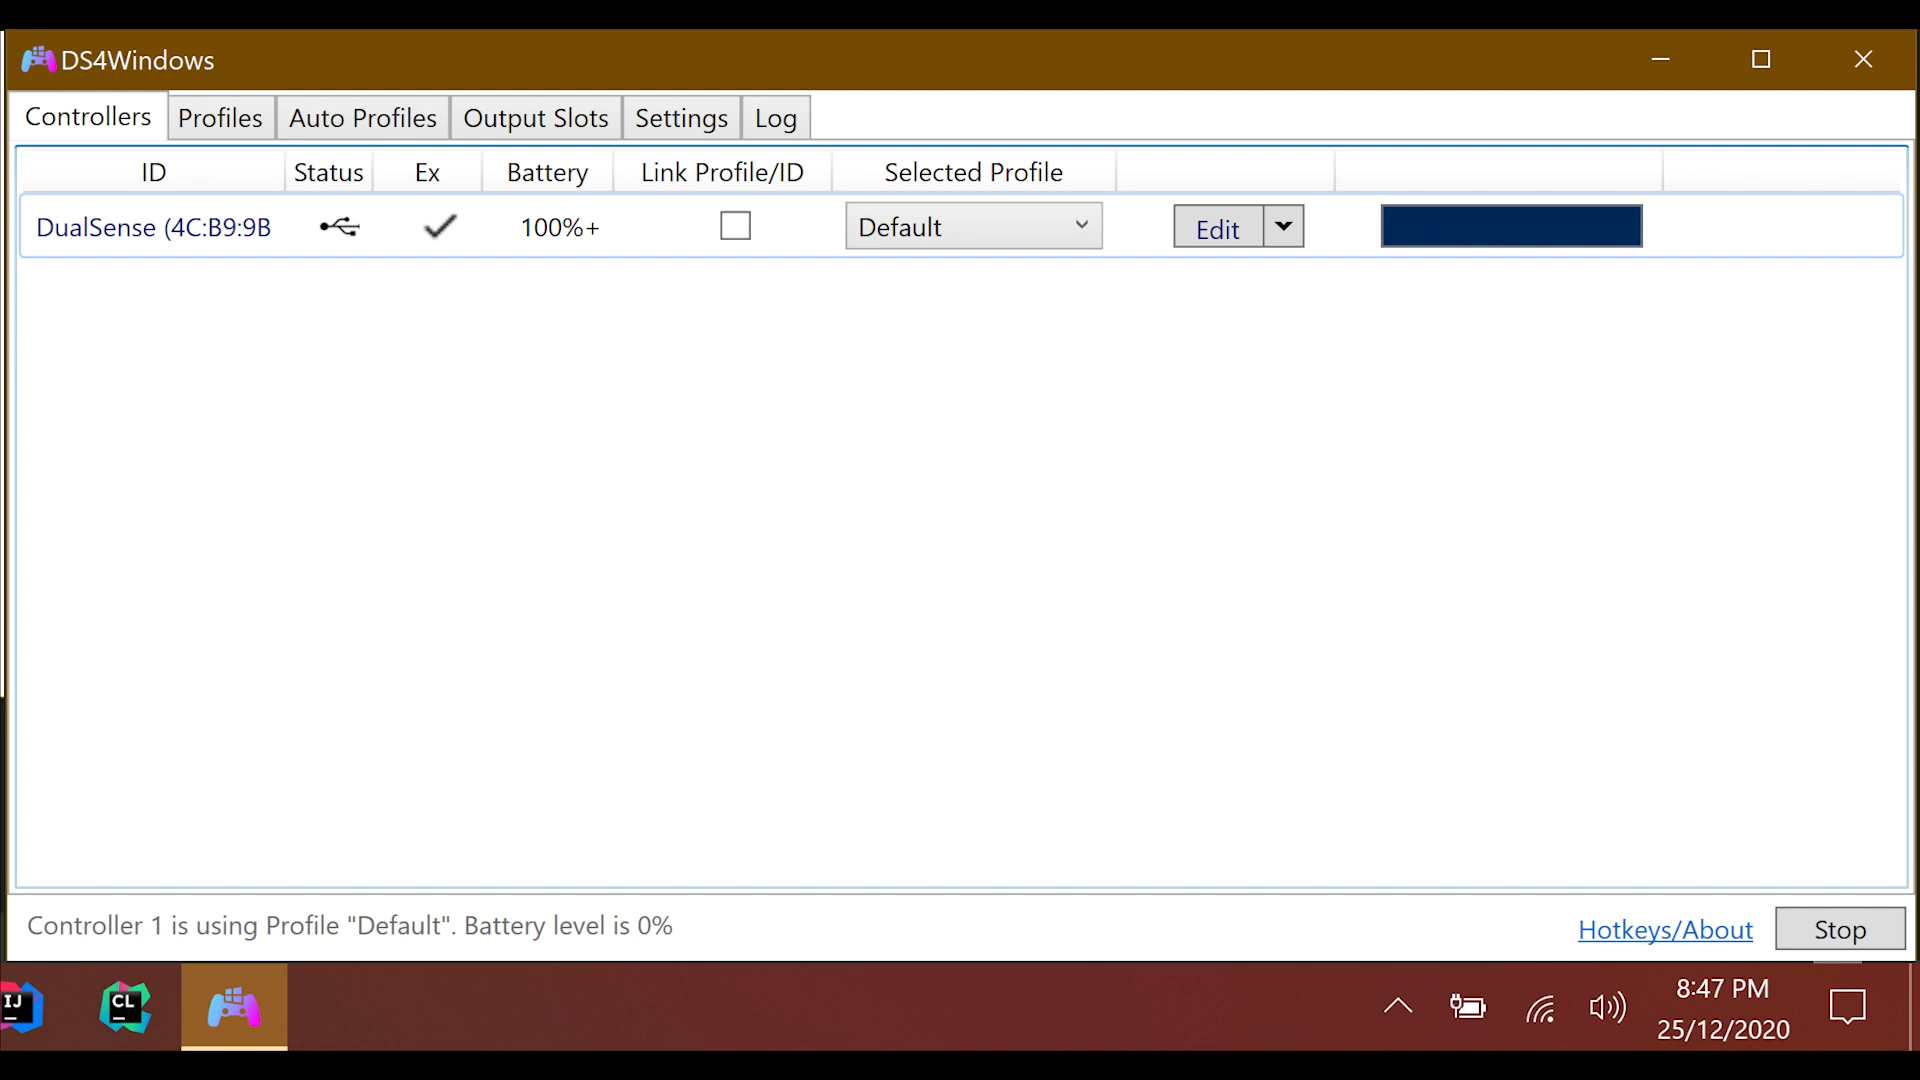 DS4Windows
Controllers Profiles Auto Profiles Output Slots Settings Log
ID Status Ex Battery Link Profile/ID Selected Profile
DualSense (4C:B9:9B 100%+ Default Edit
Controller 1 is using Profile "Default". Battery level is 0%
Hotkeys/About Stop
IJ CL 8:47 PM
25/12/2020